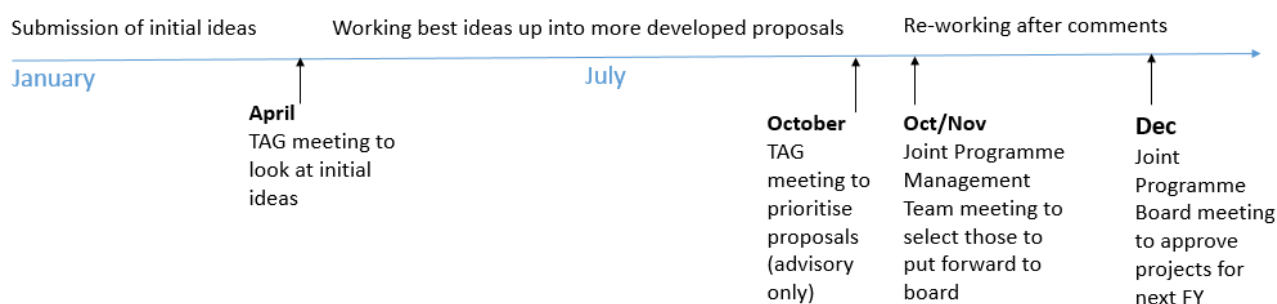 Submission of initial ideas
Working best ideas up into more developed proposals
Re-working after comments
January
July
April
TAG meeting to
look at initial
ideas
October
TAG
meeting to
prioritise
proposals
(advisory
only)
Oct/Nov
Joint Programme
Management
Team meeting to
select those to
put forward to
board
Dec
Joint
Programme
Board meeting
to approve
projects for
next FY